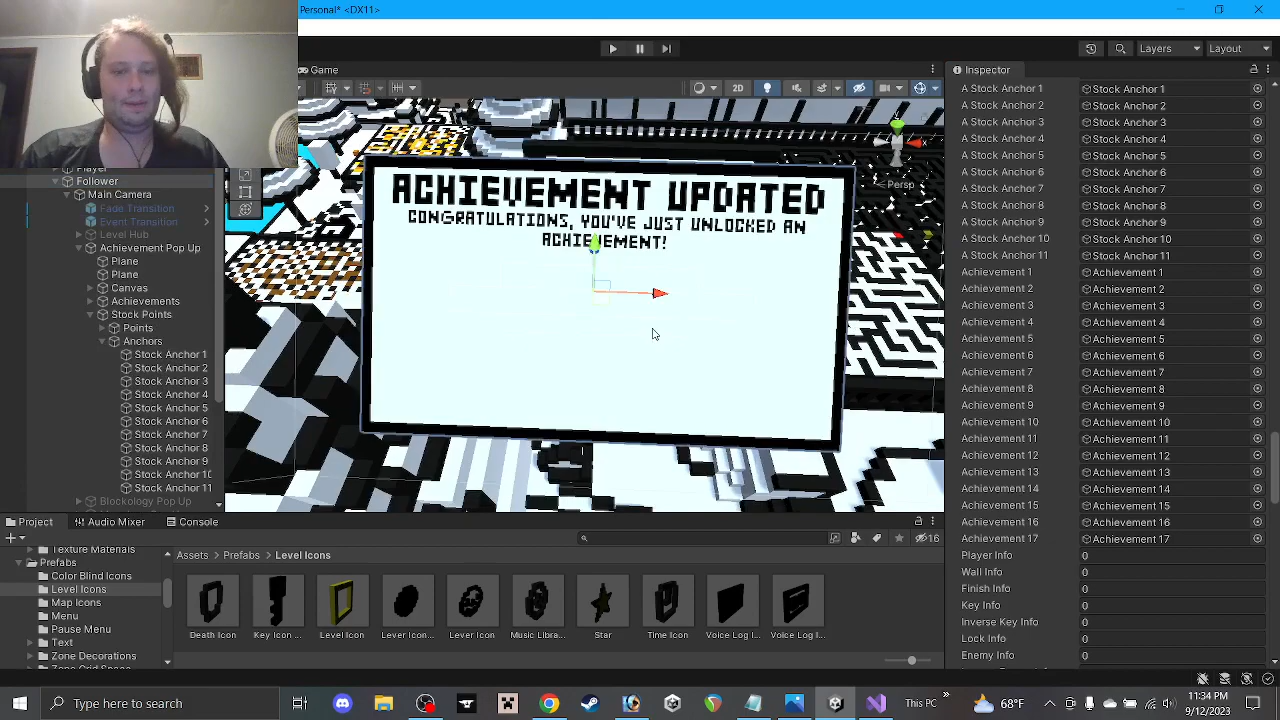 Personal* <DX11>
Layers
Layout
Game
Inspector
2D
Persp
x
ACHIEVEMENT UPDATED
CONGRATULATIONS, YOU'VE JUST UNLOCKED AN
ACHIEVEMENT!
Player
Follower
Main Camera
Fade Transition
Event Transition
Level Hub
Achievement Pop Up
Plane
Plane
Canvas
Achievements
Stock Points
Points
Anchors
Stock Anchor 1
Stock Anchor 2
Stock Anchor 3
Stock Anchor 4
Stock Anchor 5
Stock Anchor 6
Stock Anchor 7
Stock Anchor 8
Stock Anchor 9
Stock Anchor 10
Stock Anchor 11
Blockology Pop Up
A Stock Anchor 1 Stock Anchor 1
A Stock Anchor 2 Stock Anchor 2
A Stock Anchor 3 Stock Anchor 3
A Stock Anchor 4 Stock Anchor 4
A Stock Anchor 5 Stock Anchor 5
A Stock Anchor 6 Stock Anchor 6
A Stock Anchor 7 Stock Anchor 7
A Stock Anchor 8 Stock Anchor 8
A Stock Anchor 9 Stock Anchor 9
A Stock Anchor 10 Stock Anchor 10
A Stock Anchor 11 Stock Anchor 11
Achievement 1 Achievement 1
Achievement 2 Achievement 2
Achievement 3 Achievement 3
Achievement 4 Achievement 4
Achievement 5 Achievement 5
Achievement 6 Achievement 6
Achievement 7 Achievement 7
Achievement 8 Achievement 8
Achievement 9 Achievement 9
Achievement 10 Achievement 10
Achievement 11 Achievement 11
Achievement 12 Achievement 12
Achievement 13 Achievement 13
Achievement 14 Achievement 14
Achievement 15 Achievement 15
Achievement 16 Achievement 16
Achievement 17 Achievement 17
Player Info 0
Wall Info 0
Finish Info 0
Key Info 0
Inverse Key Info 0
Lock Info 0
Enemy Info 0
Project
Audio Mixer
Console
16
Texture Materials
Prefabs
Color Blind Icons
Level Icons
Map Icons
Menu
Pause Menu
Text
Zone Decorations
Zone Grid Space
Assets > Prefabs > Level Icons
Death Icon
Key Icon ...
Level Icon
Lever Icon...
Lever Icon
Music Libra...
Star
Time Icon
Voice Log I...
Voice Log I...
Type here to search
This PC
68°F
11:34 PM
9/12/2023